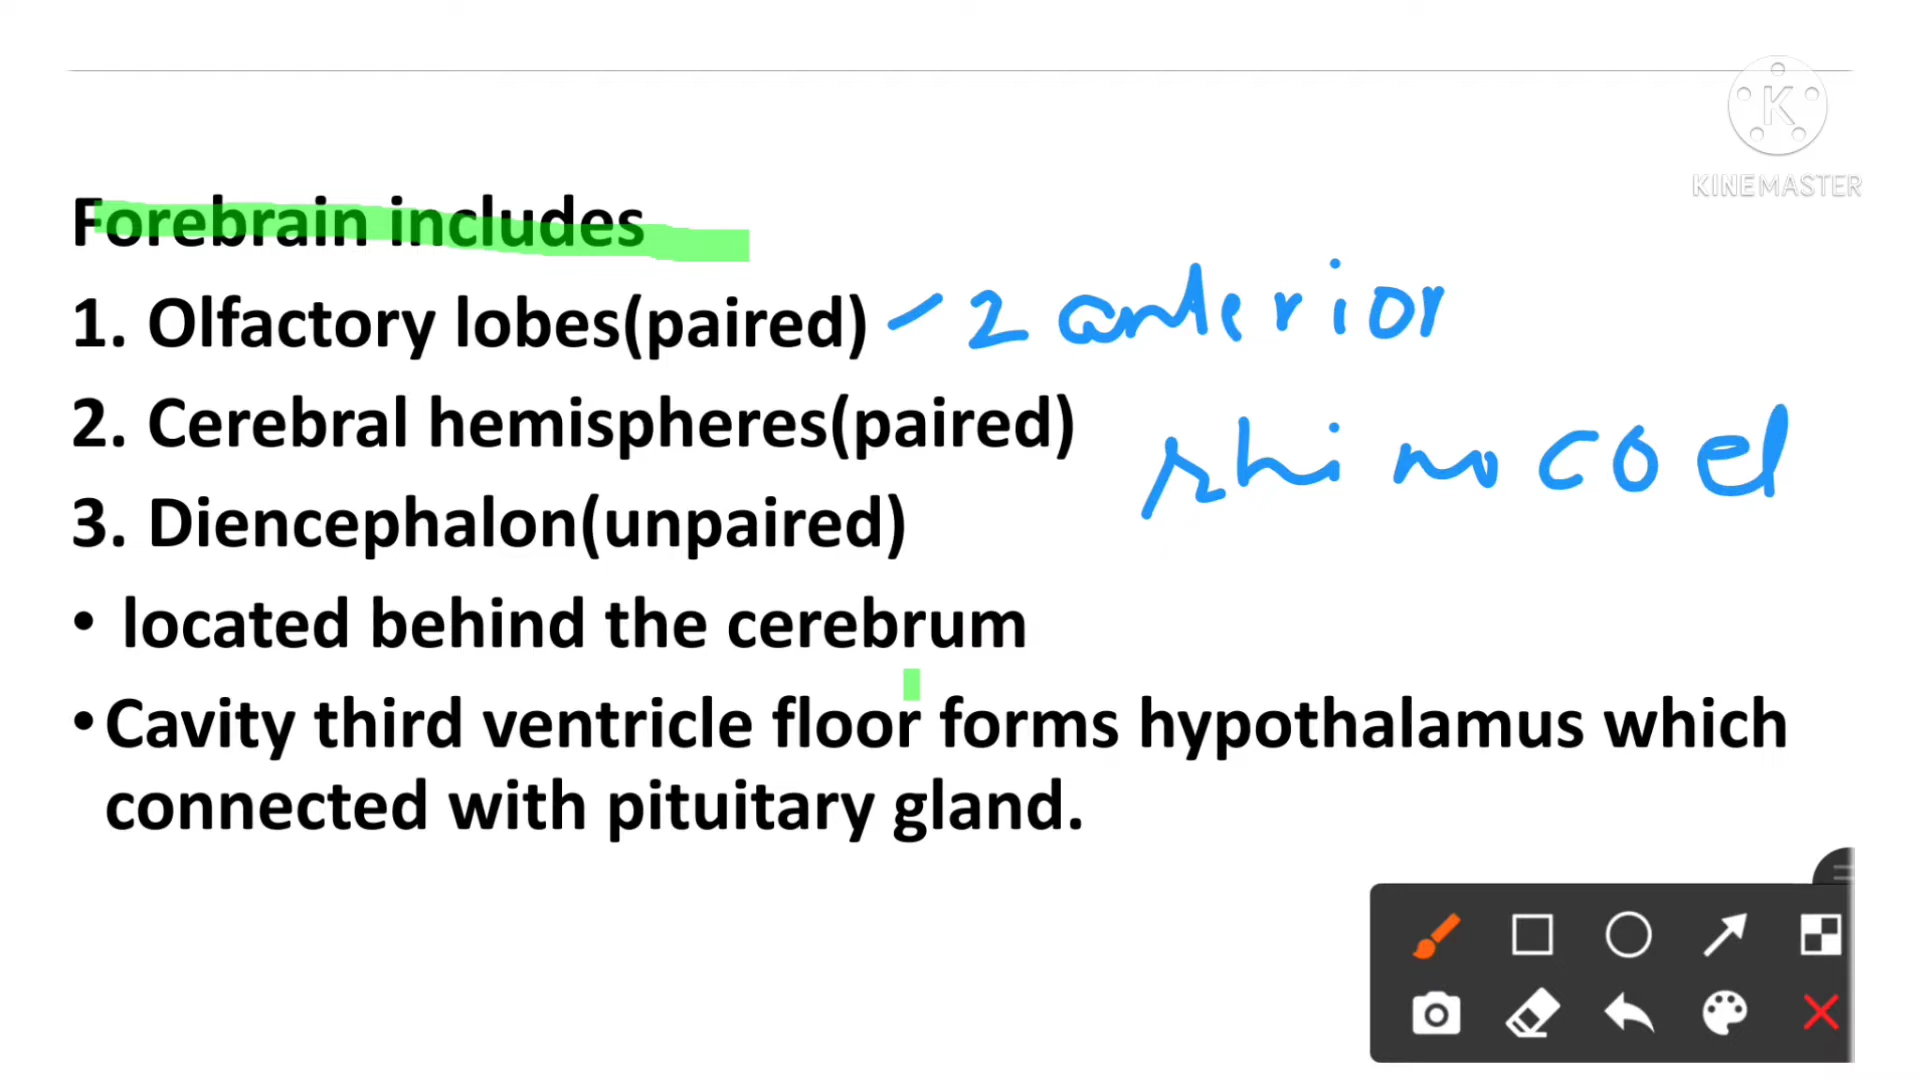 KINEMASTER
Forebrain includes
1. Olfactory lobes(paired) - 2 anterior
2. Cerebral hemispheres(paired)
rhinocoel
3. Diencephalon(unpaired)
• located behind the cerebrum
• Cavity third ventricle floor forms hypothalamus which
connected with pituitary gland.